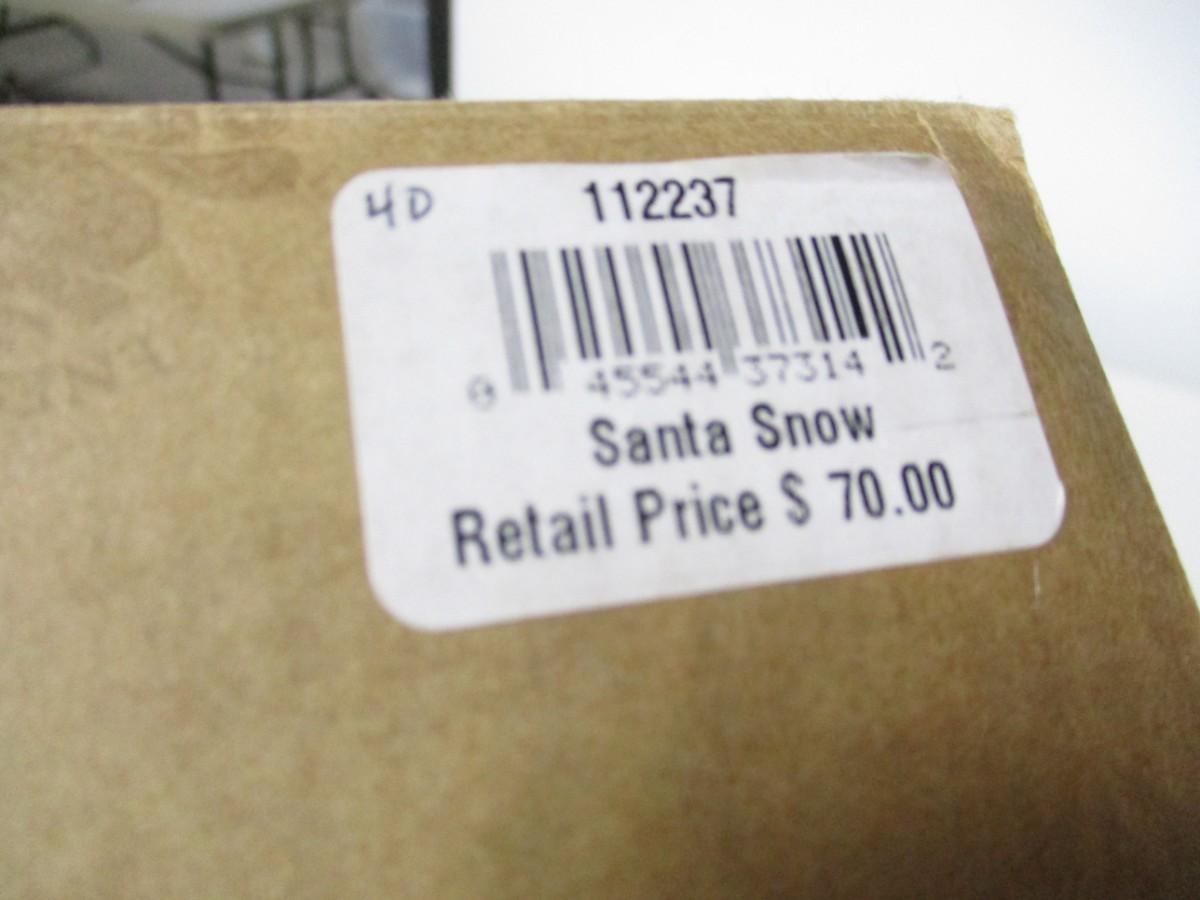 4D
112237
0 45544 37314 2
Santa Snow
Retail Price $ 70.00